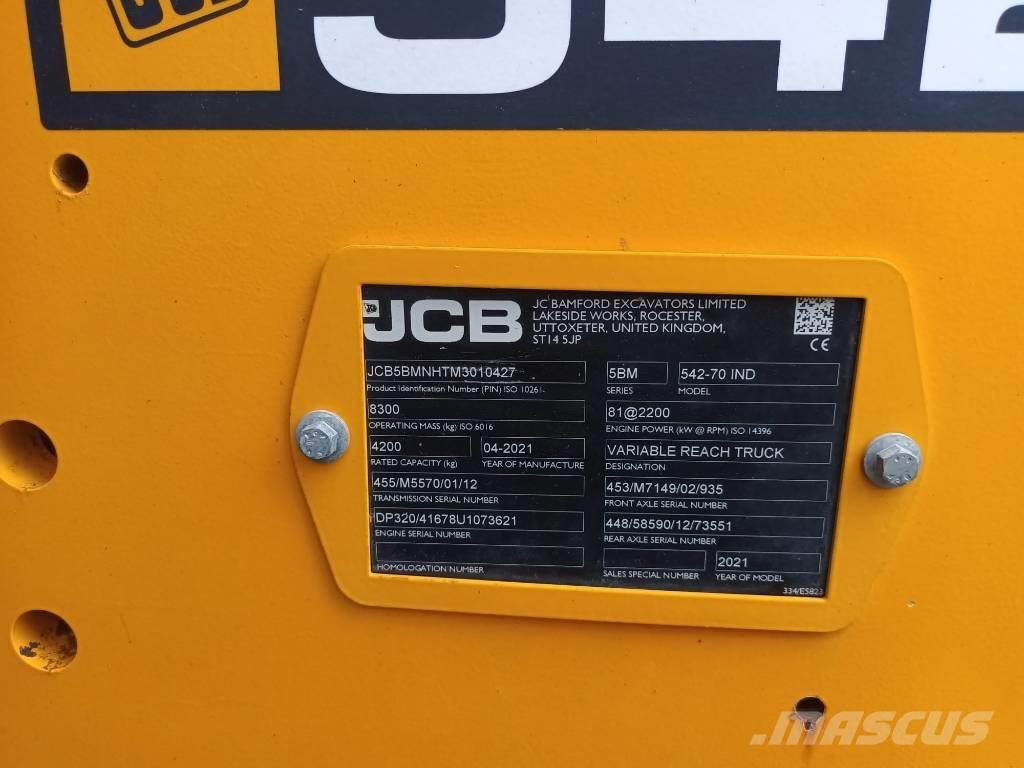 JCB
542
JCB
JC BAMFORD EXCAVATORS LIMITED
LAKESIDE WORKS, ROCESTER,
UTTOXETER, UNITED KINGDOM,
ST14 5JP
CE
JCB5BMNHTM3010427
Product Identification Number (PIN) ISO 10261-
5BM
SERIES
542-70 IND
MODEL
8300
OPERATING MASS (kg) ISO 6016
81@2200
ENGINE POWER (kW @ RPM) ISO 14396
4200
RATED CAPACITY (kg)
04-2021
YEAR OF MANUFACTURE
VARIABLE REACH TRUCK
DESIGNATION
455/M5570/01/12
TRANSMISSION SERIAL NUMBER
453/M7149/02/935
FRONT AXLE SERIAL NUMBER
DP320/41678U1073621
ENGINE SERIAL NUMBER
448/58590/12/73551
REAR AXLE SERIAL NUMBER
HOMOLOGATION NUMBER
SALES SPECIAL NUMBER
2021
YEAR OF MODEL
334/E5823
MASCUS